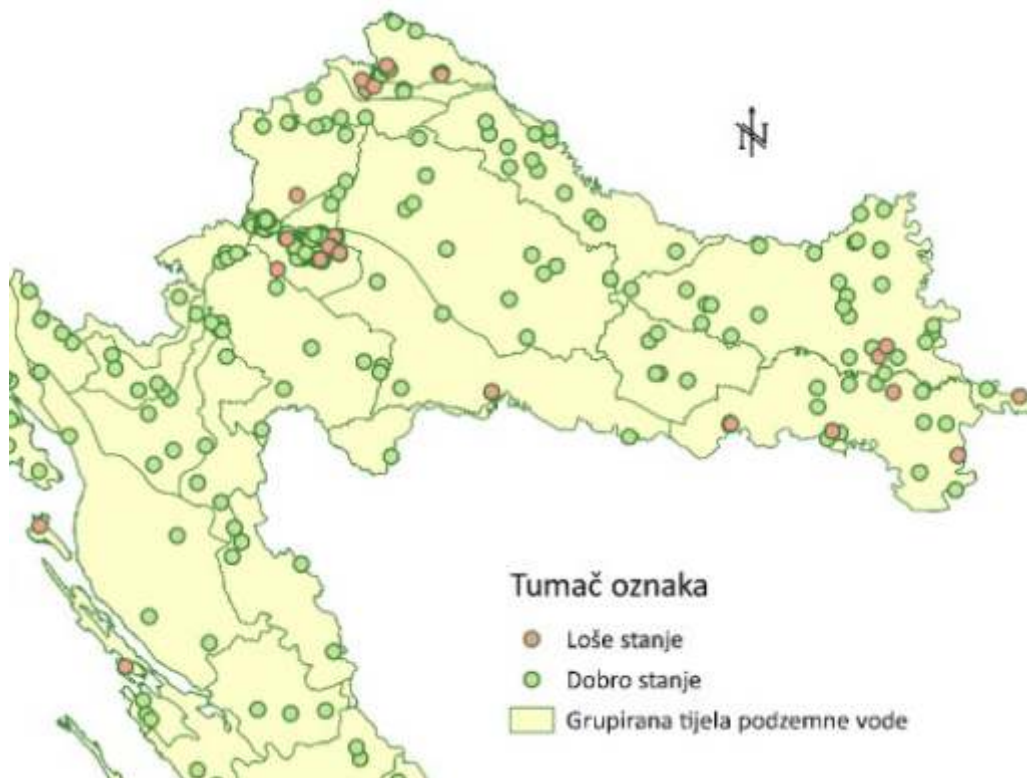 N
Tumač oznaka
Loše stanje
Dobro stanje
Grupirana tijela podzemne vode